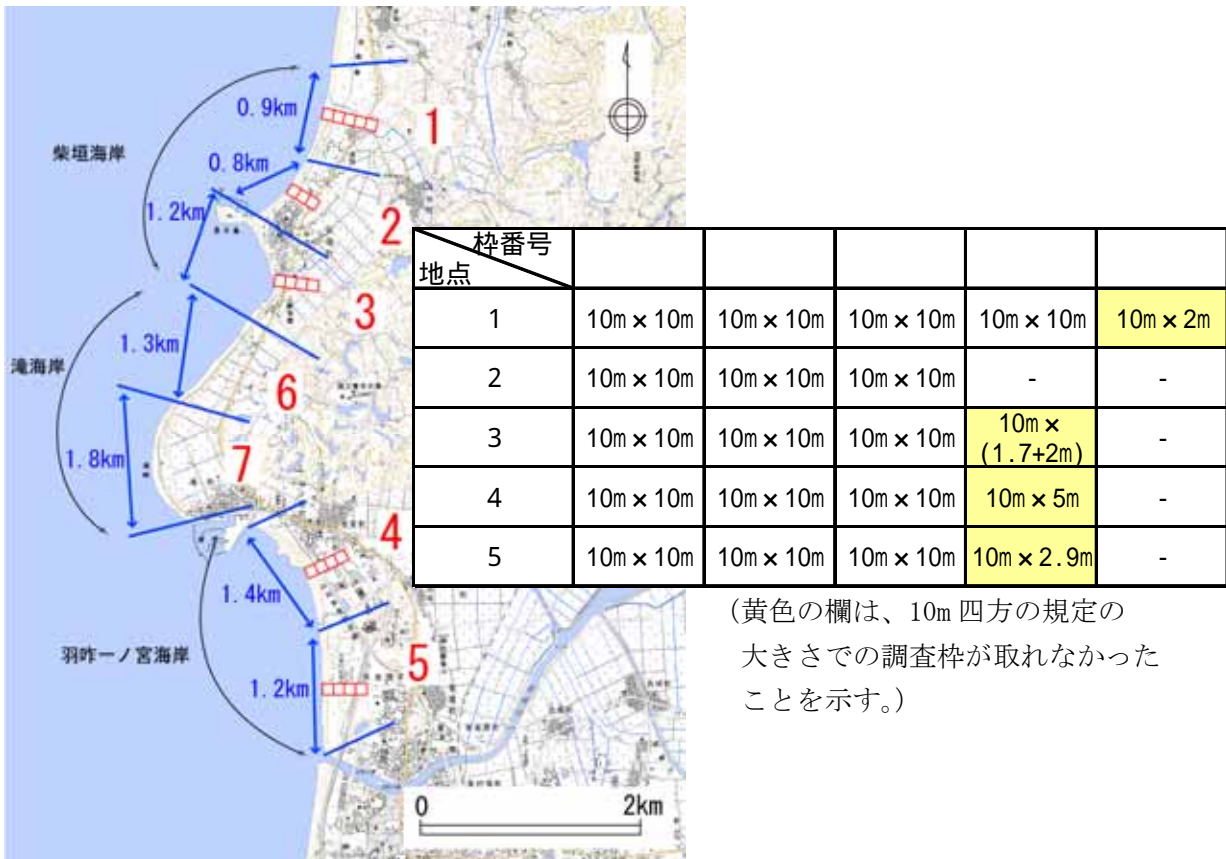 0.9km
柴垣海岸
0.8km
1.2km
1
2
3
1.3km
滝海岸
6
1.8km
7
4
1.4km
羽咋一ノ宮海岸
1.2km
5
0 2km
枠番号
地点
1 10m×10m 10m×10m 10m×10m 10m×10m 10m×2m
2 10m×10m 10m×10m 10m×10m - -
3 10m×10m 10m×10m 10m×10m 10m× -
(1.7+2m)
4 10m×10m 10m×10m 10m×10m 10m×5m -
5 10m×10m 10m×10m 10m×10m 10m×2.9m -
(黄色の欄は、10m 四方の規定の
大きさでの調査枠が取れなかった
ことを示す。)